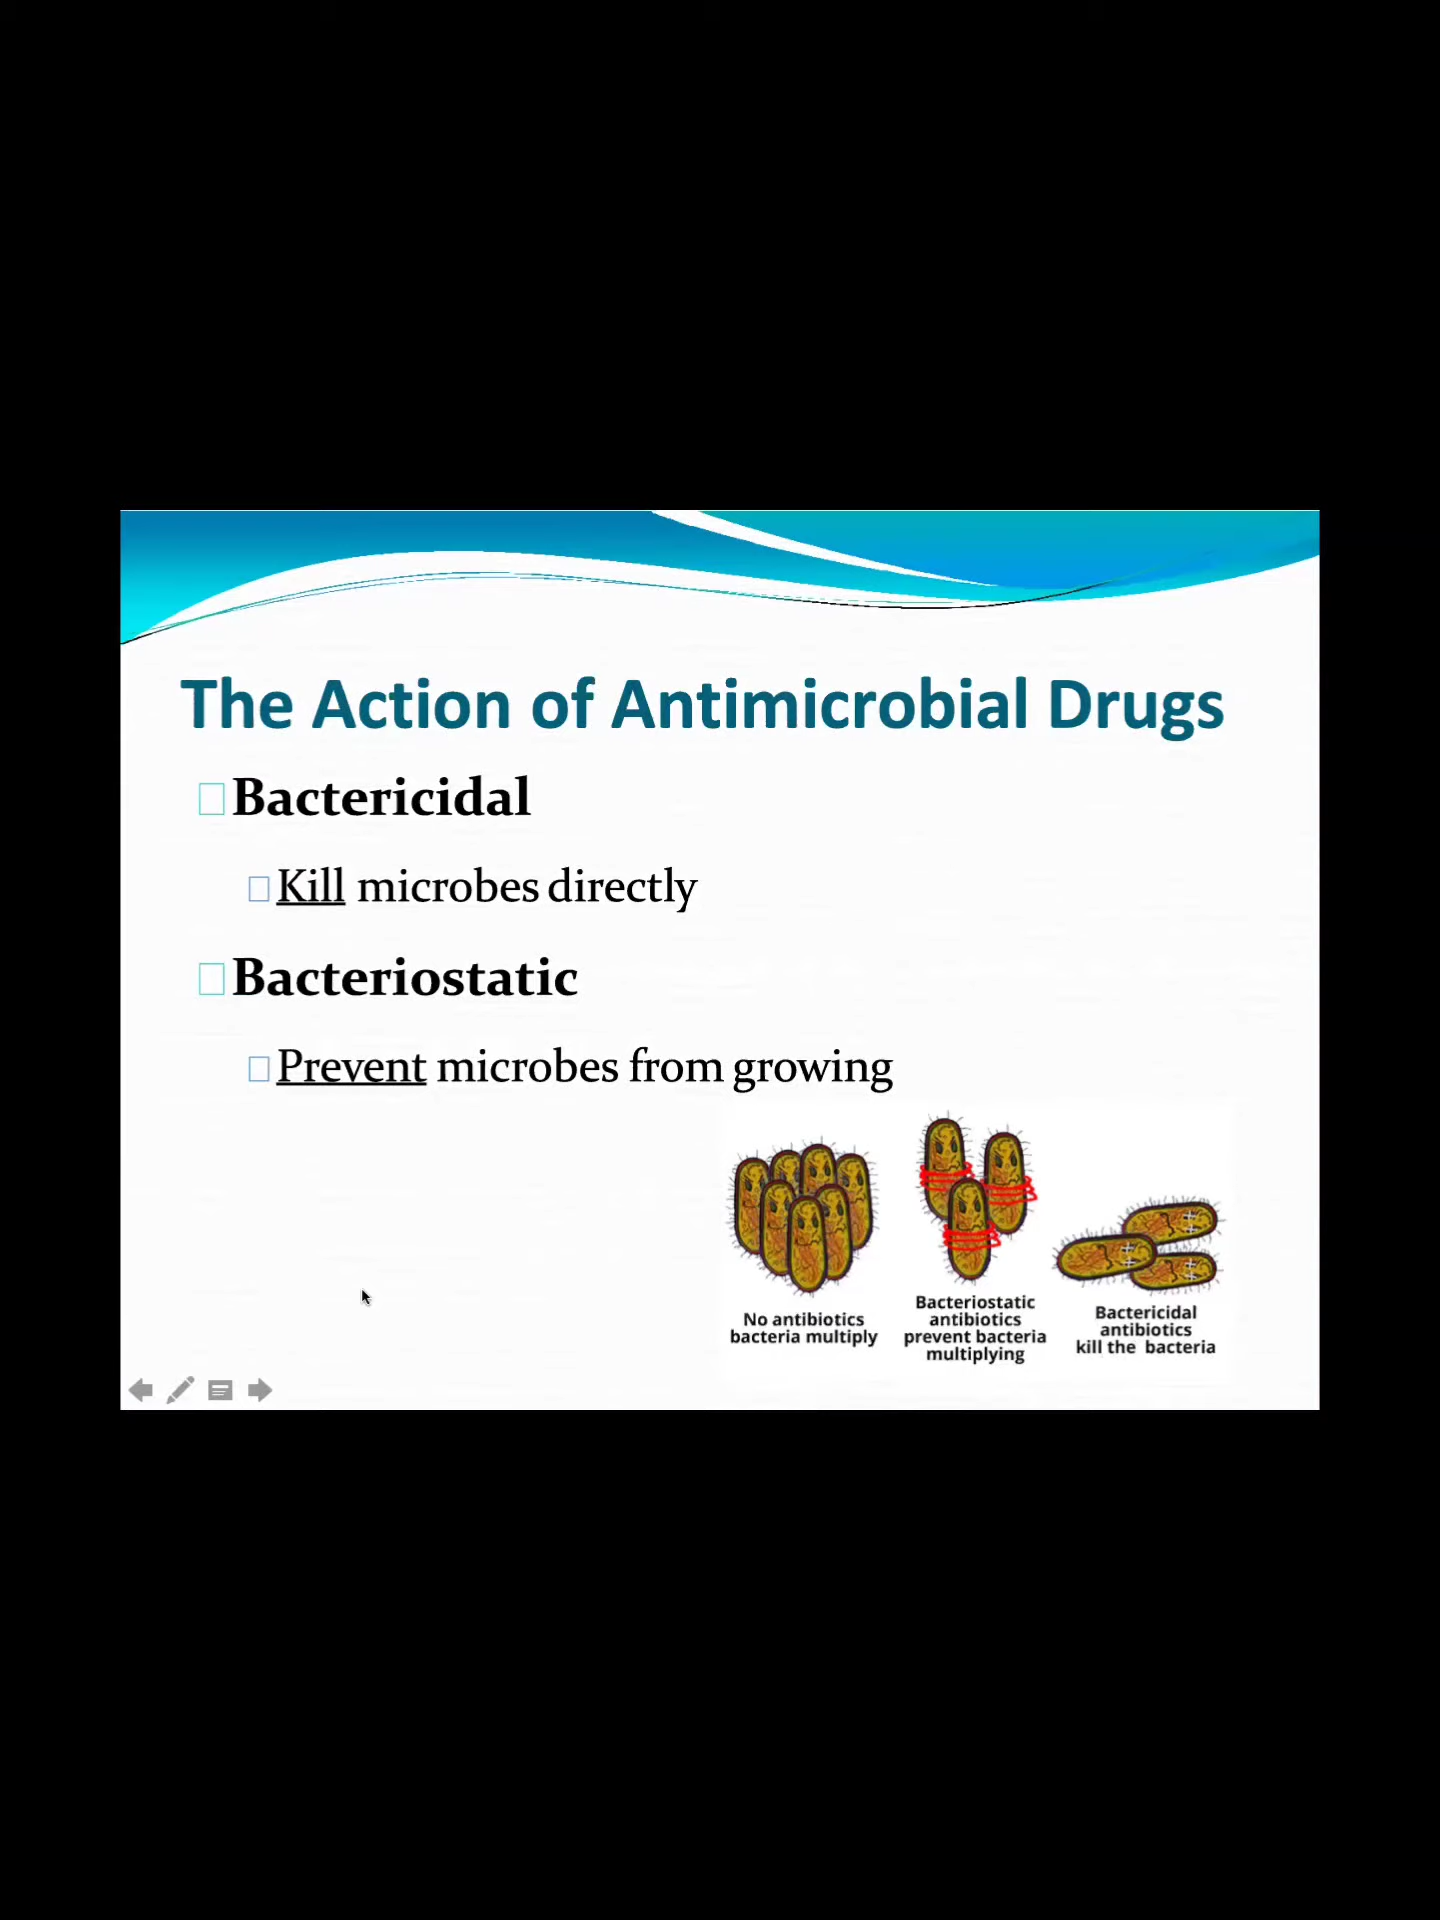 The Action of Antimicrobial Drugs
Bactericidal
Kill microbes directly
Bacteriostatic
Prevent microbes from growing
No antibiotics
bacteria multiply
Bacteriostatic
antibiotics
prevent bacteria
multiplying
Bactericidal
antibiotics
kill the bacteria